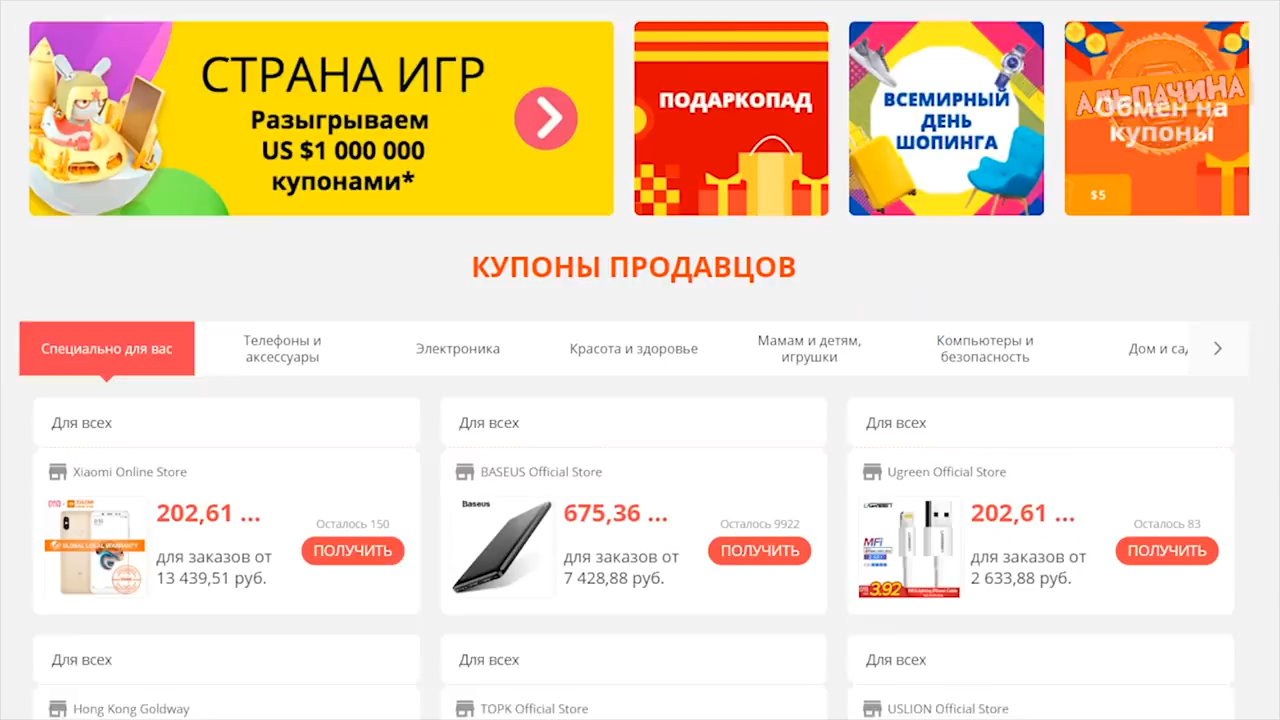 СТРАНА ИГР
Разыгрываем
US $1 000 000
купонами*
ПОДАРКОПАД
ВСЕМИРНЫЙ
ДЕНЬ
ШОПИНГА
АЛЬПАЧИНА
Обмен на
купоны
$5
КУПОНЫ ПРОДАВЦОВ
Специально для вас
Телефоны и
аксессуары
Электроника
Красота и здоровье
Мамам и детям,
игрушки
Компьютеры и
безопасность
Дом и сад
Для всех
Для всех
Для всех
Xiaomi Online Store
BASEUS Official Store
Ugreen Official Store
GLOBAL LOCAL WARRANTY
202,61 ...
Осталось 150
ПОЛУЧИТЬ
для заказов от
13 439,51 руб.
Baseus
675,36 ...
Осталось 9922
ПОЛУЧИТЬ
для заказов от
7 428,88 руб.
UGREEN
MFi
3.92
202,61 ...
Осталось 83
ПОЛУЧИТЬ
для заказов от
2 633,88 руб.
Для всех
Для всех
Для всех
Hong Kong Goldway
TOPK Official Store
USLION Official Store